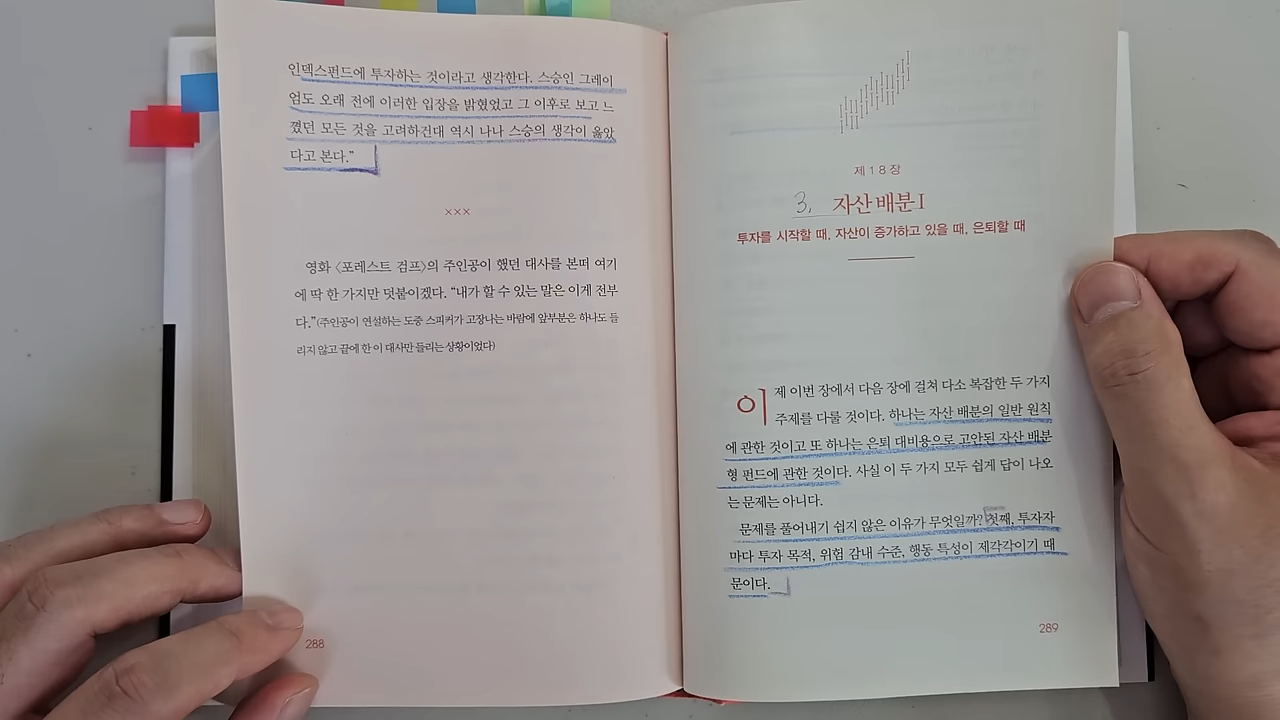 인덱스펀드에 투자하는 것이라고 생각한다. 스승인 그레이
엄도 오래 전에 이러한 입장을 밝혔었고 그 이후로 보고 느
꼈던 모든 것을 고려하건대 역시 나나 스승의 생각이 옳았
다고 본다.”
×××
영화 〈포레스트 검프〉의 주인공이 했던 대사를 본떠 여기
에 딱 한 가지만 덧붙이겠다. “내가 할 수 있는 말은 이게 전부
다.”(주인공이 연설하는 도중 스피커가 고장나는 바람에 앞부분은 하나도 들
리지 않고 끝에 한 이 대사만 들리는 상황이었다)
288
제18장
3. 자산 배분 I
투자를 시작할 때, 자산이 증가하고 있을 때, 은퇴할 때
이제 이번 장에서 다음 장에 걸쳐 다소 복잡한 두 가지
주제를 다룰 것이다. 하나는 자산 배분의 일반 원칙
에 관한 것이고 또 하나는 은퇴 대비용으로 고안된 자산 배분
형 펀드에 관한 것이다. 사실 이 두 가지 모두 쉽게 답이 나오
는 문제는 아니다.
문제를 풀어내기 쉽지 않은 이유가 무엇일까? 첫째, 투자자
마다 투자 목적, 위험 감내 수준, 행동 특성이 제각각이기 때
문이다.
289